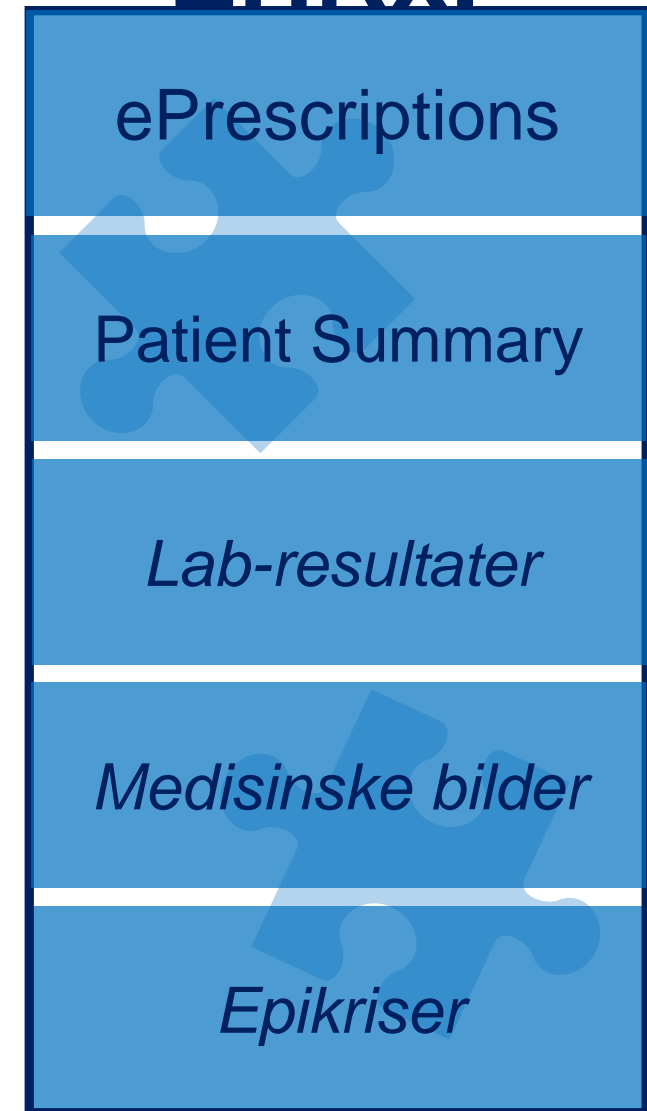 ePrescriptions
Patient Summary
Lab-resultater
Medisinske bilder
Epikriser